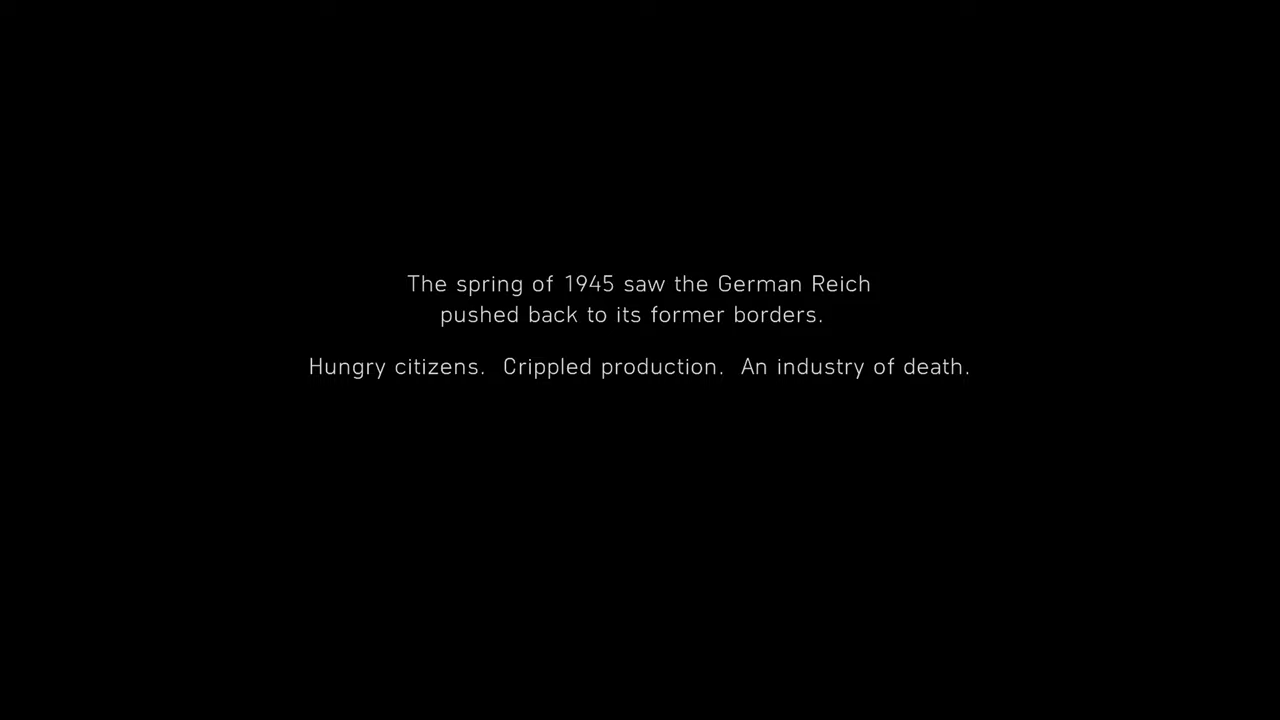 The spring of 1945 saw the German Reich
pushed back to its former borders.
Hungry citizens.  Crippled production.  An industry of death.